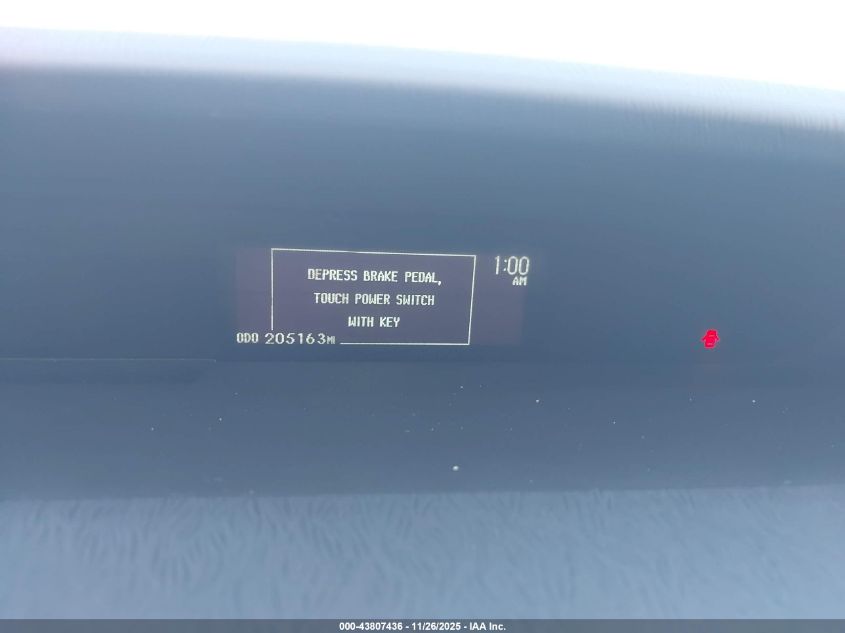 DEPRESS BRAKE PEDAL,
TOUCH POWER SWITCH
WITH KEY
1:00
AM
ODO 205163MI
000-43807436 - 11/26/2025 - IAA Inc.